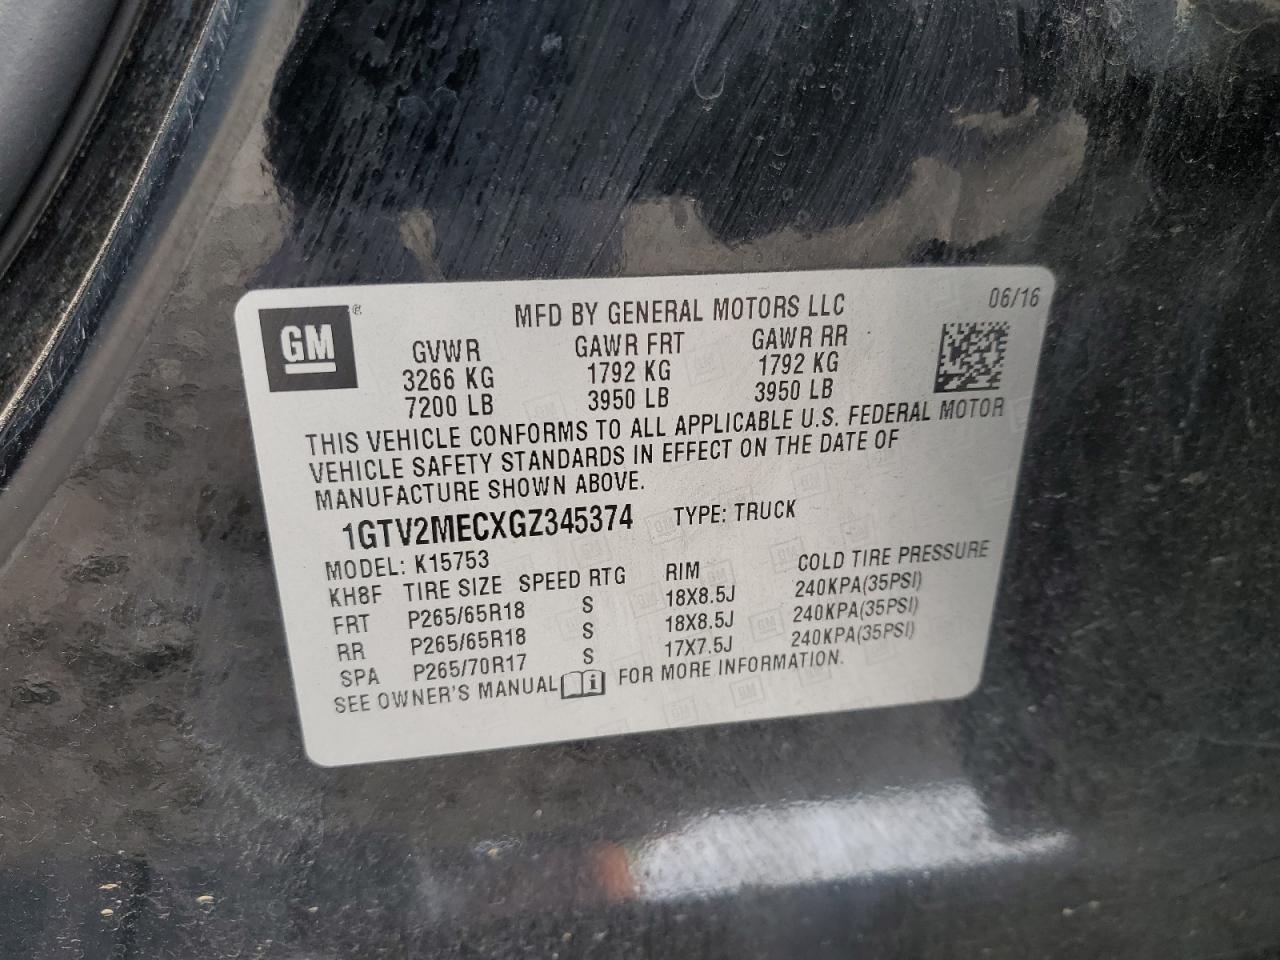 GM
MFD BY GENERAL MOTORS LLC 06/16
GVWR GAWR FRT GAWR RR
3266 KG 1792 KG 1792 KG
7200 LB 3950 LB 3950 LB
THIS VEHICLE CONFORMS TO ALL APPLICABLE U.S. FEDERAL MOTOR
VEHICLE SAFETY STANDARDS IN EFFECT ON THE DATE OF
MANUFACTURE SHOWN ABOVE.
1GTV2MECXGZ345374 TYPE: TRUCK
MODEL: K15753
KH8F TIRE SIZE SPEED RTG RIM COLD TIRE PRESSURE
FRT P265/65R18 S 18X8.5J 240KPA(35PSI)
RR P265/65R18 S 18X8.5J 240KPA(35PSI)
SPA P265/70R17 S 17X7.5J 240KPA(35PSI)
SEE OWNER'S MANUAL i FOR MORE INFORMATION.